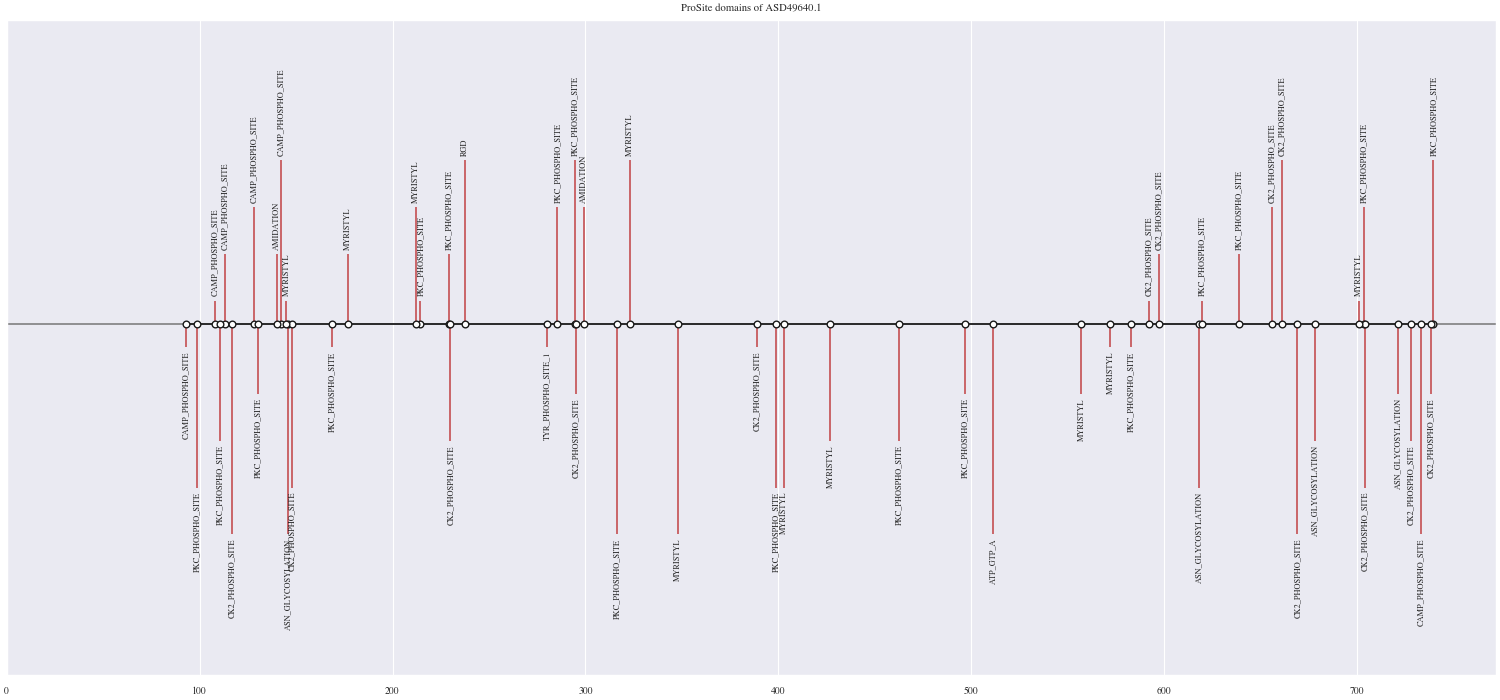 ProSite domains of ASD49640.1
CAMP_PHOSPHO_SITE
PKC_PHOSPHO_SITE
CAMP_PHOSPHO_SITE
PKC_PHOSPHO_SITE
CAMP_PHOSPHO_SITE
CK2_PHOSPHO_SITE
CAMP_PHOSPHO_SITE
PKC_PHOSPHO_SITE
AMIDATION
CAMP_PHOSPHO_SITE
MYRISTYL
ASN_GLYCOSYLATION
CK2_PHOSPHO_SITE
PKC_PHOSPHO_SITE
MYRISTYL
MYRISTYL
PKC_PHOSPHO_SITE
PKC_PHOSPHO_SITE
CK2_PHOSPHO_SITE
RGD
TYR_PHOSPHO_SITE_1
PKC_PHOSPHO_SITE
PKC_PHOSPHO_SITE
CK2_PHOSPHO_SITE
AMIDATION
PKC_PHOSPHO_SITE
MYRISTYL
MYRISTYL
CK2_PHOSPHO_SITE
PKC_PHOSPHO_SITE
MYRISTYL
MYRISTYL
PKC_PHOSPHO_SITE
PKC_PHOSPHO_SITE
ATP_GTP_A
MYRISTYL
MYRISTYL
PKC_PHOSPHO_SITE
CK2_PHOSPHO_SITE
CK2_PHOSPHO_SITE
ASN_GLYCOSYLATION
PKC_PHOSPHO_SITE
PKC_PHOSPHO_SITE
CK2_PHOSPHO_SITE
CK2_PHOSPHO_SITE
CK2_PHOSPHO_SITE
ASN_GLYCOSYLATION
MYRISTYL
PKC_PHOSPHO_SITE
CK2_PHOSPHO_SITE
ASN_GLYCOSYLATION
CK2_PHOSPHO_SITE
CAMP_PHOSPHO_SITE
CK2_PHOSPHO_SITE
PKC_PHOSPHO_SITE
0 100 200 300 400 500 600 700